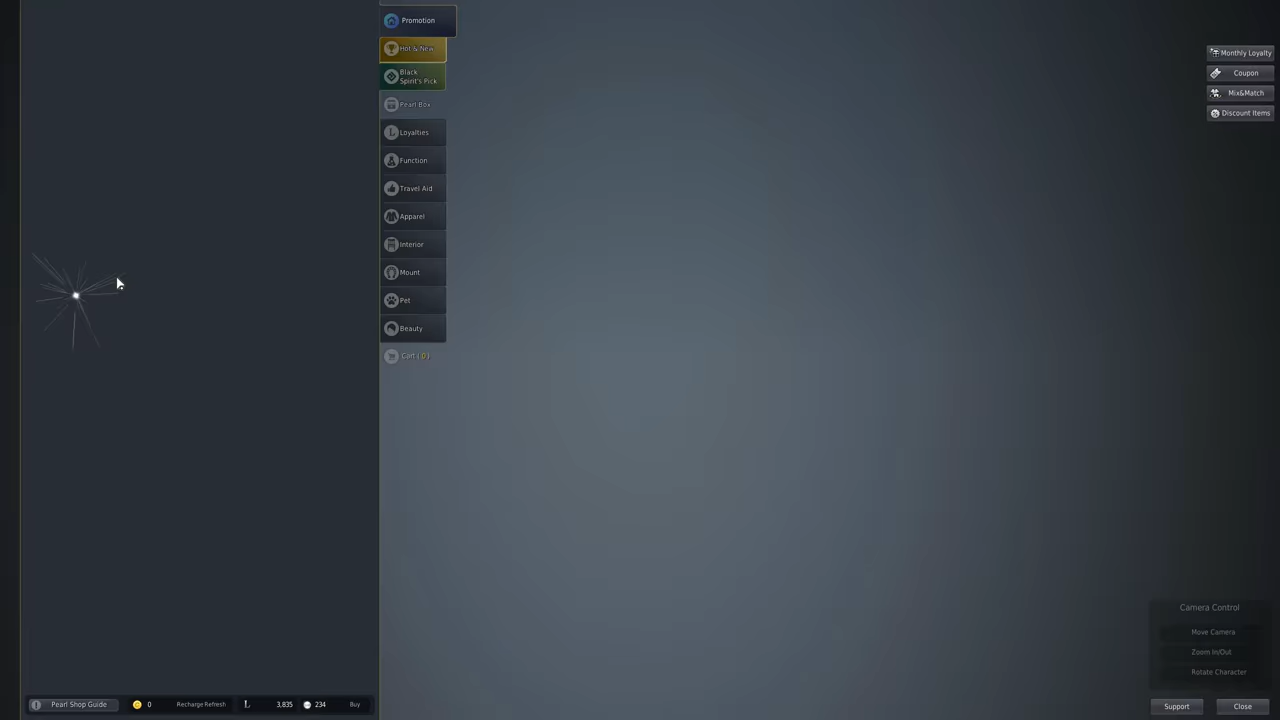 Promotion
Hot & New
Black
Spirit's Pick
Pearl Box
Loyalties
Function
Travel Aid
Apparel
Interior
Mount
Pet
Beauty
Cart ( 0 )
Monthly Loyalty
Coupon
Mix&Match
Discount Items
Camera Control
Move Camera
Zoom In/Out
Rotate Character
Pearl Shop Guide 0 Recharge Refresh L 3,835 234 Buy
Support Close